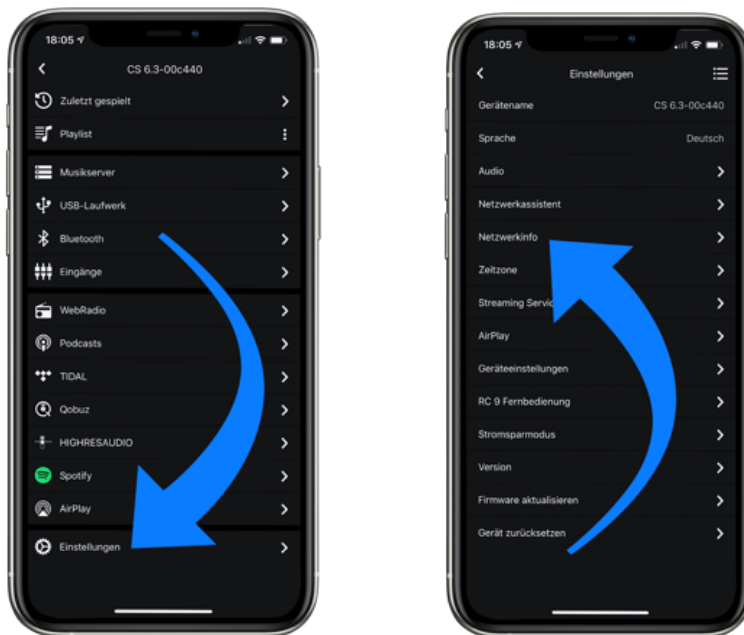 18:05
CS 6.3-00c440
Zuletzt gespielt
Playlist
Musikserver
USB-Laufwerk
Bluetooth
Eingänge
WebRadio
Podcasts
TIDAL
Qobuz
HIGHRESAUDIO
Spotify
AirPlay
Einstellungen
18:05
Einstellungen
Gerätename CS 6.3-00c440
Sprache Deutsch
Audio
Netzwerkassistent
Netzwerkinfo
Zeitzone
Streaming
AirPlay
Geräteeinstellungen
RC 9 Fernbedienung
Stromsparmodus
Version
Firmware aktualisieren
Gerät zurücksetzen